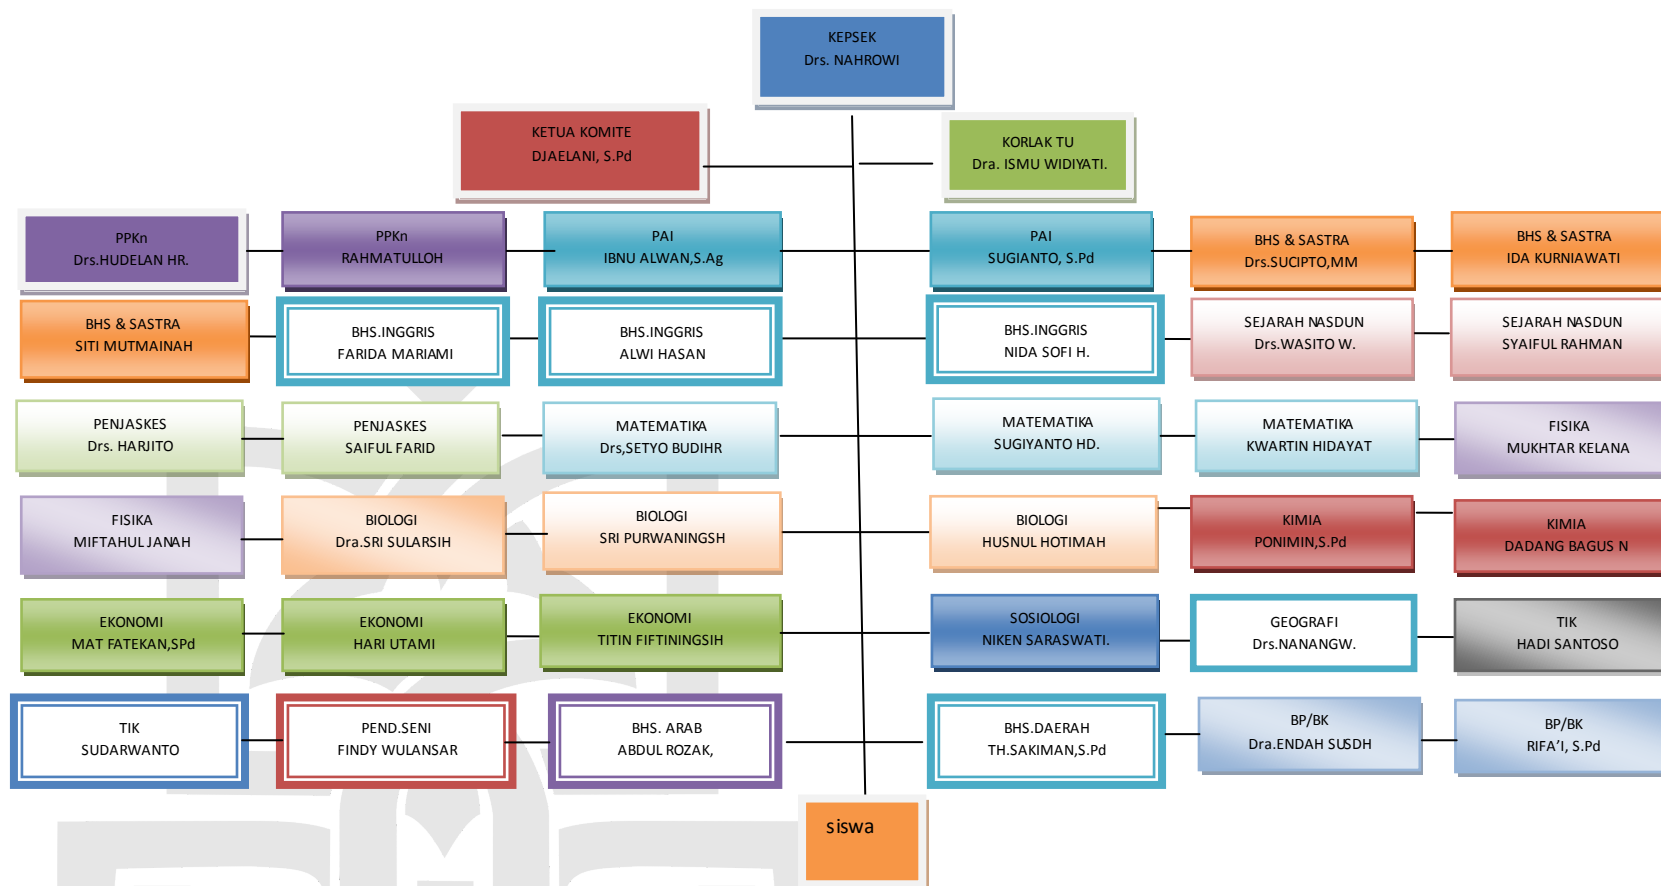 KEPSEK
Drs. NAHROWI
KETUA KOMITE
DJAELANI, S.Pd
KORLAK TU
Dra. ISMU WIDIYATI.
PPKn
Drs.HUDELAN HR.
PPKn
RAHMATULLOH
PAI
IBNU ALWAN,S.Ag
PAI
SUGIANTO, S.Pd
BHS & SASTRA
Drs.SUCIPTO,MM
BHS & SASTRA
IDA KURNIAWATI
BHS & SASTRA
SITI MUTMAINAH
BHS.INGGRIS
FARIDA MARIAMI
BHS.INGGRIS
ALWI HASAN
BHS.INGGRIS
NIDA SOFI H.
SEJARAH NASDUN
Drs.WASITO W.
SEJARAH NASDUN
SYAIFUL RAHMAN
PENJASKES
Drs. HARJITO
PENJASKES
SAIFUL FARID
MATEMATIKA
Drs,SETYO BUDIHR
MATEMATIKA
SUGIYANTO HD.
MATEMATIKA
KWARTIN HIDAYAT
FISIKA
MUKHTAR KELANA
FISIKA
MIFTAHUL JANAH
BIOLOGI
Dra.SRI SULARSIH
BIOLOGI
SRI PURWANINGSH
BIOLOGI
HUSNUL HOTIMAH
KIMIA
PONIMIN,S.Pd
KIMIA
DADANG BAGUS N
EKONOMI
MAT FATEKAN,SPd
EKONOMI
HARI UTAMI
EKONOMI
TITIN FIFTININGSIH
SOSIOLOGI
NIKEN SARASWATI.
GEOGRAFI
Drs.NANANGW.
TIK
HADI SANTOSO
TIK
SUDARWANTO
PEND.SENI
FINDY WULANSAR
BHS. ARAB
ABDUL ROZAK,
BHS.DAERAH
TH.SAKIMAN,S.Pd
BP/BK
Dra.ENDAH SUSDH
BP/BK
RIFA’I, S.Pd
siswa